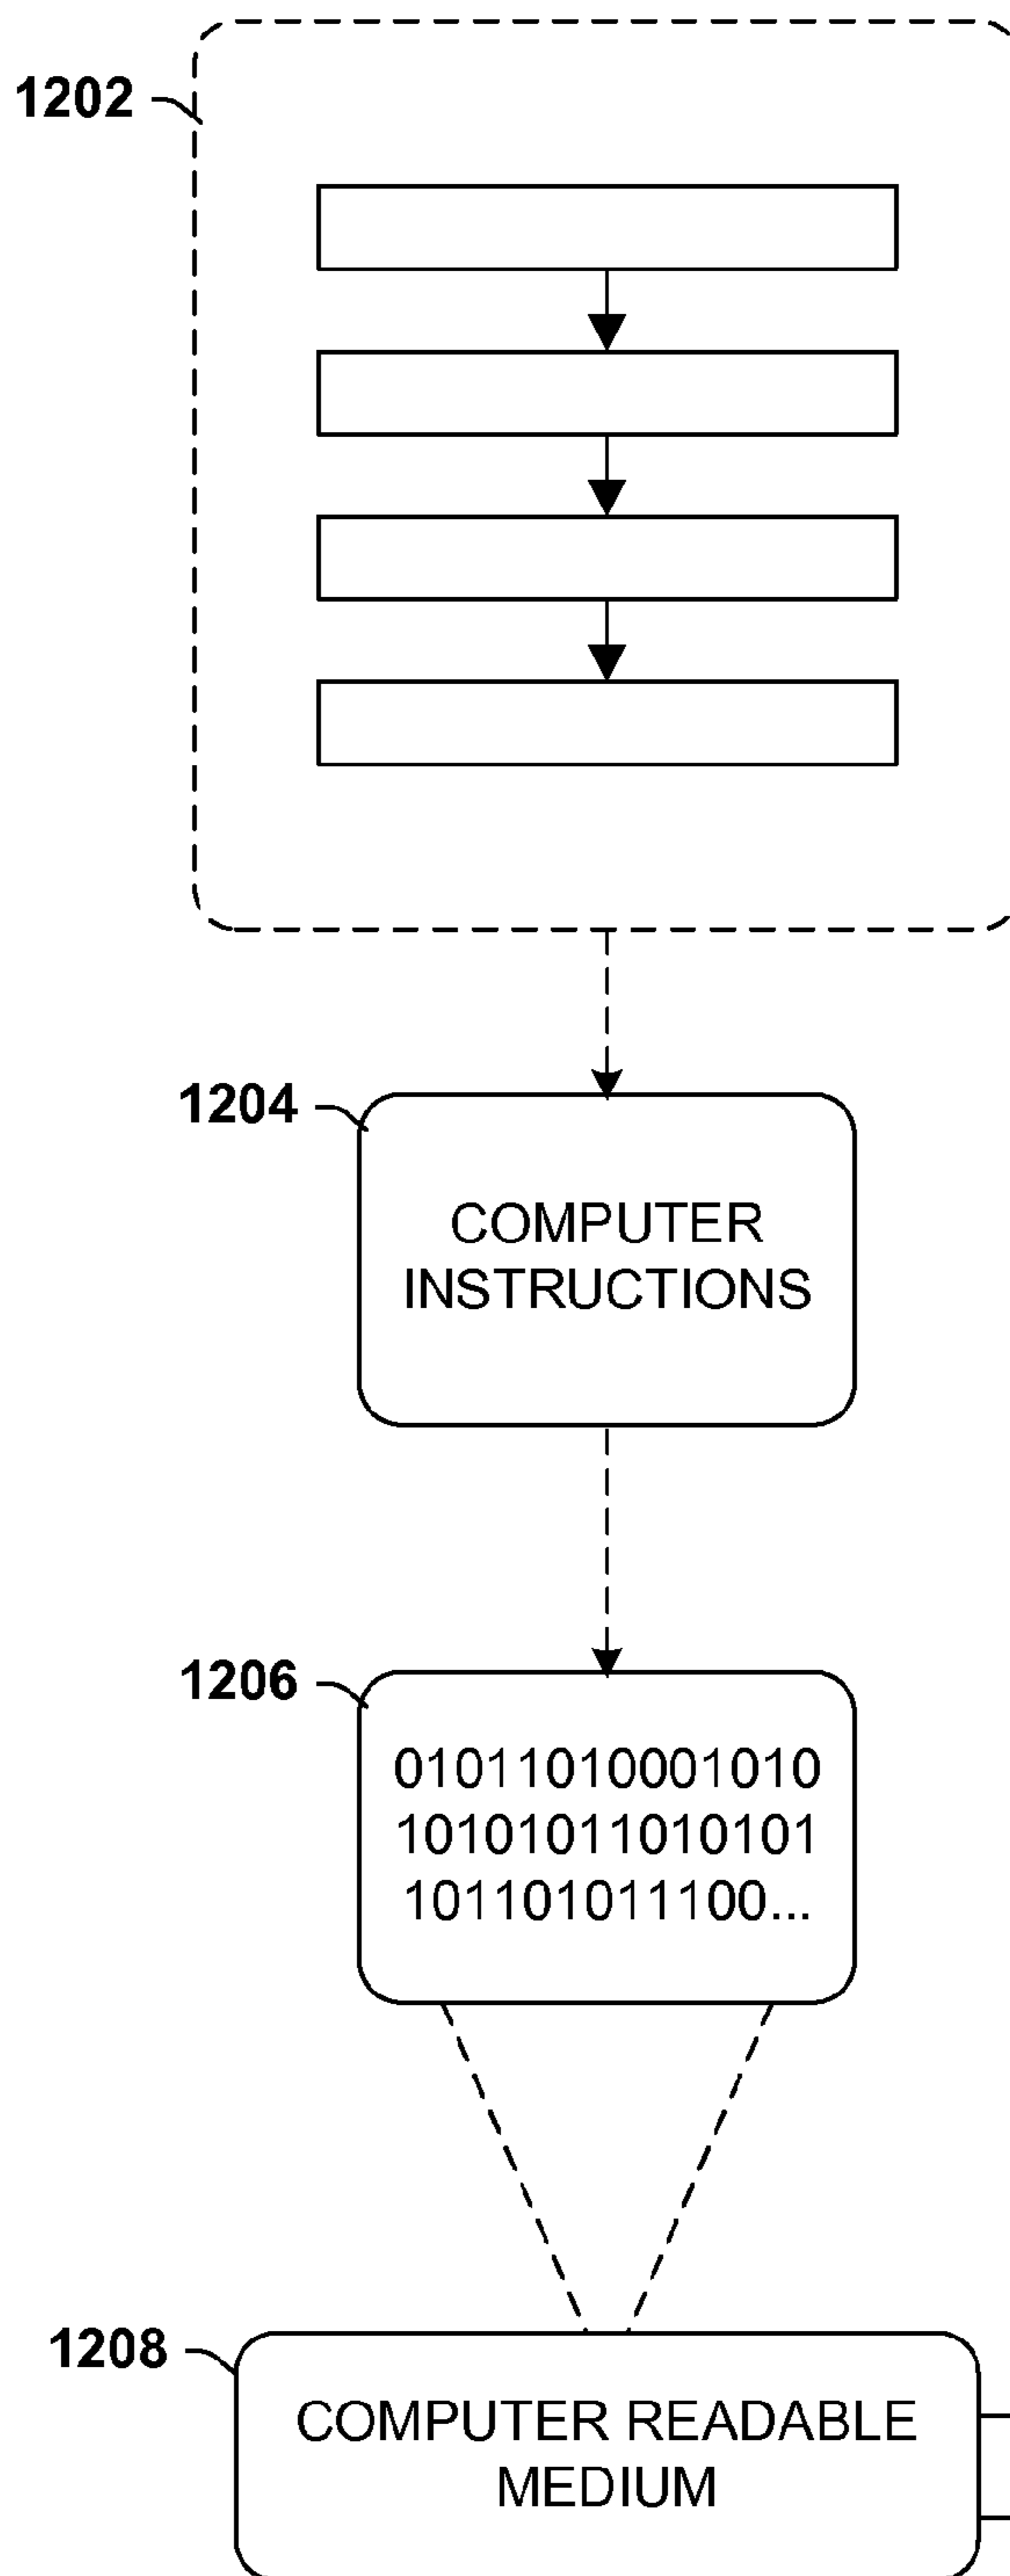 1202
1204
COMPUTER
INSTRUCTIONS
1206
01011010001010
10101011010101
101101011100...
1208
COMPUTER READABLE
MEDIUM